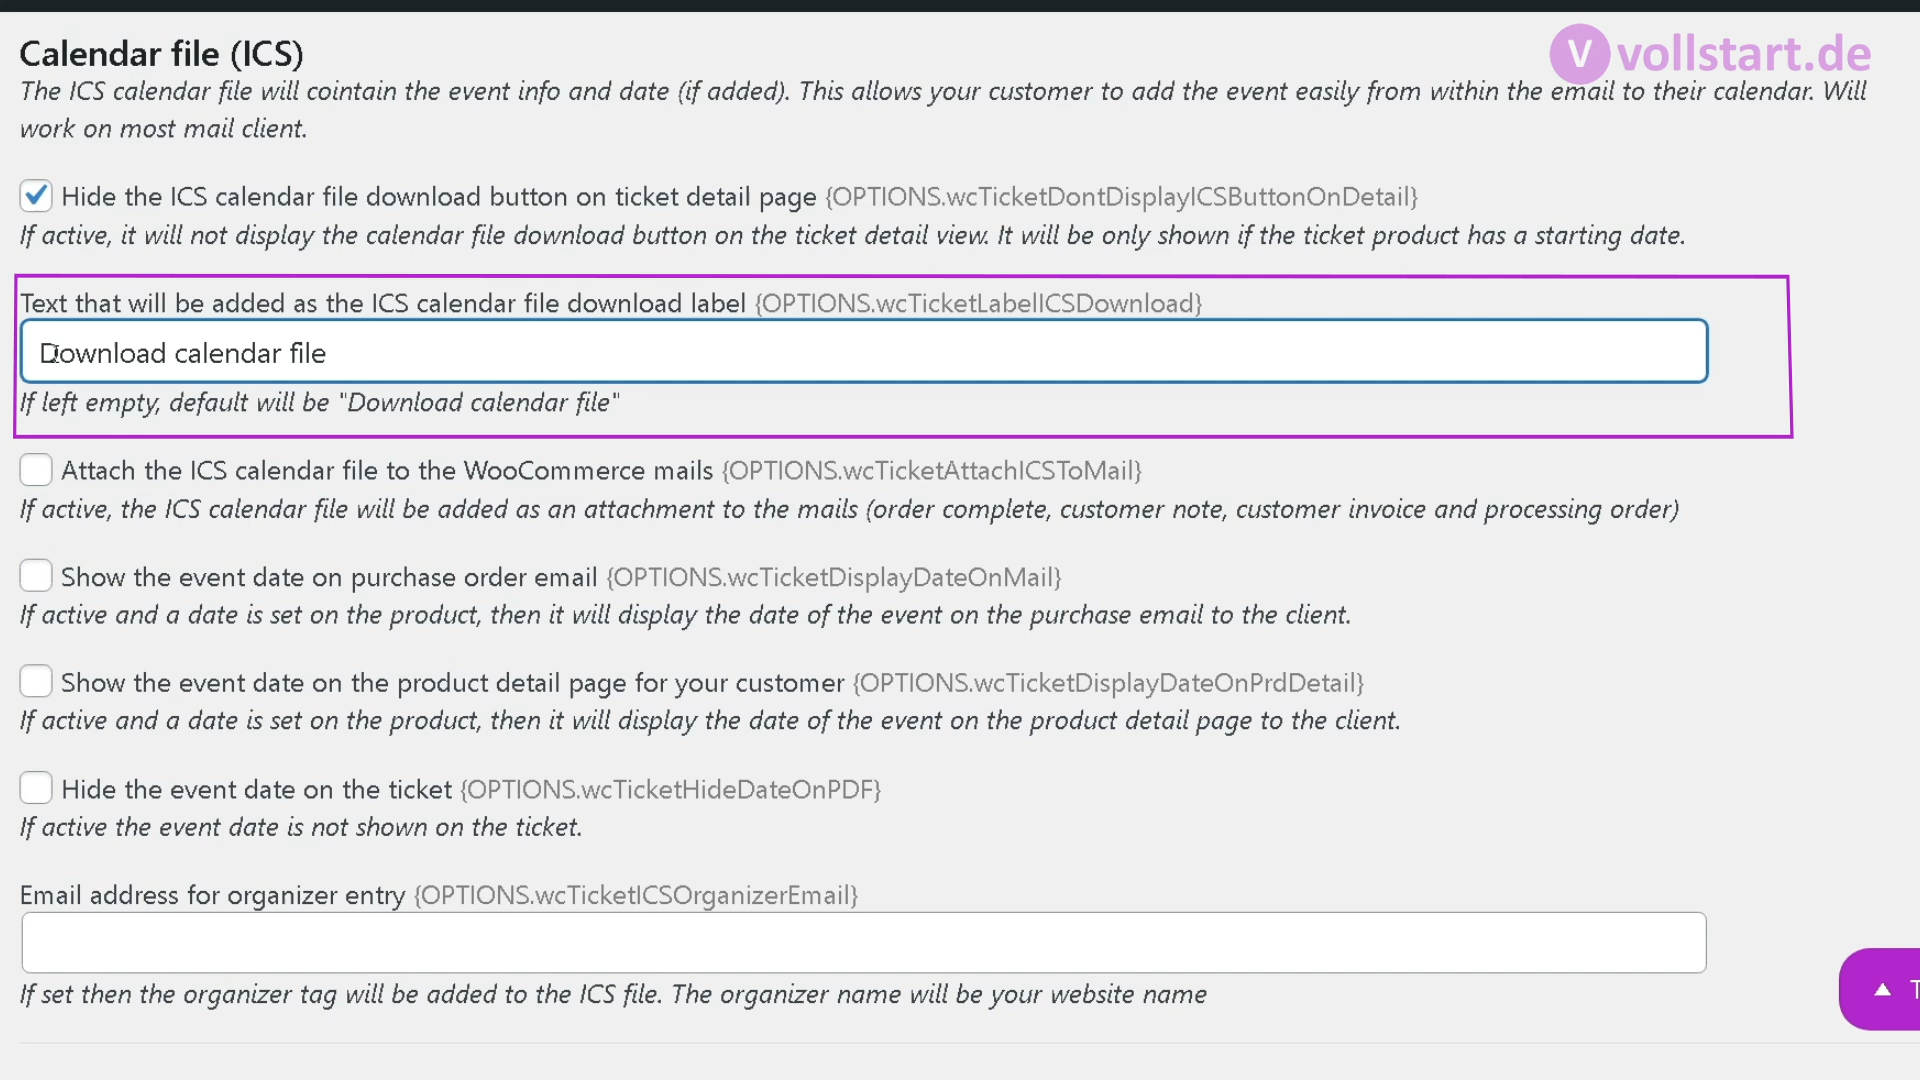 Calendar file (ICS)
V vollstart.de
The ICS calendar file will cointain the event info and date (if added). This allows your customer to add the event easily from within the email to their calendar. Will
work on most mail client.
Hide the ICS calendar file download button on ticket detail page {OPTIONS.wcTicketDontDisplayICSButtonOnDetail}
If active, it will not display the calendar file download button on the ticket detail view. It will be only shown if the ticket product has a starting date.
Text that will be added as the ICS calendar file download label {OPTIONS.wcTicketLabelICSDownload}
Download calendar file
If left empty, default will be "Download calendar file"
Attach the ICS calendar file to the WooCommerce mails {OPTIONS.wcTicketAttachICSToMail}
If active, the ICS calendar file will be added as an attachment to the mails (order complete, customer note, customer invoice and processing order)
Show the event date on purchase order email {OPTIONS.wcTicketDisplayDateOnMail}
If active and a date is set on the product, then it will display the date of the event on the purchase email to the client.
Show the event date on the product detail page for your customer {OPTIONS.wcTicketDisplayDateOnPrdDetail}
If active and a date is set on the product, then it will display the date of the event on the product detail page to the client.
Hide the event date on the ticket {OPTIONS.wcTicketHideDateOnPDF}
If active the event date is not shown on the ticket.
Email address for organizer entry {OPTIONS.wcTicketICSOrganizerEmail}
If set then the organizer tag will be added to the ICS file. The organizer name will be your website name